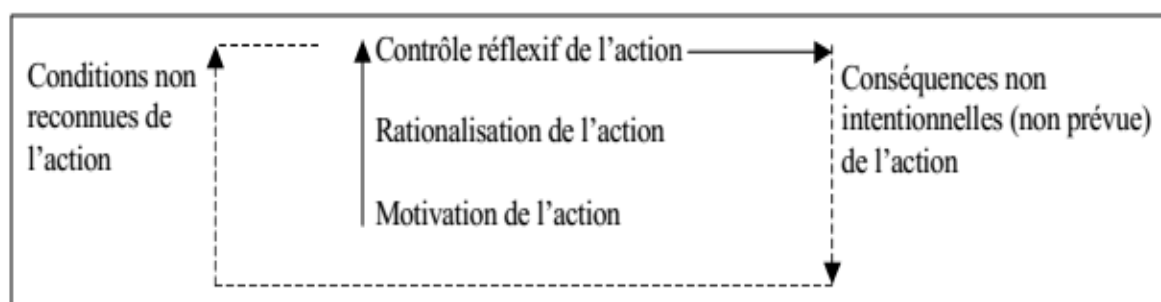 Conditions non
reconnues de
l'action
Contrôle réflexif de l'action
Rationalisation de l'action
Motivation de l'action
Conséquences non
intentionnelles (non prévue)
de l'action